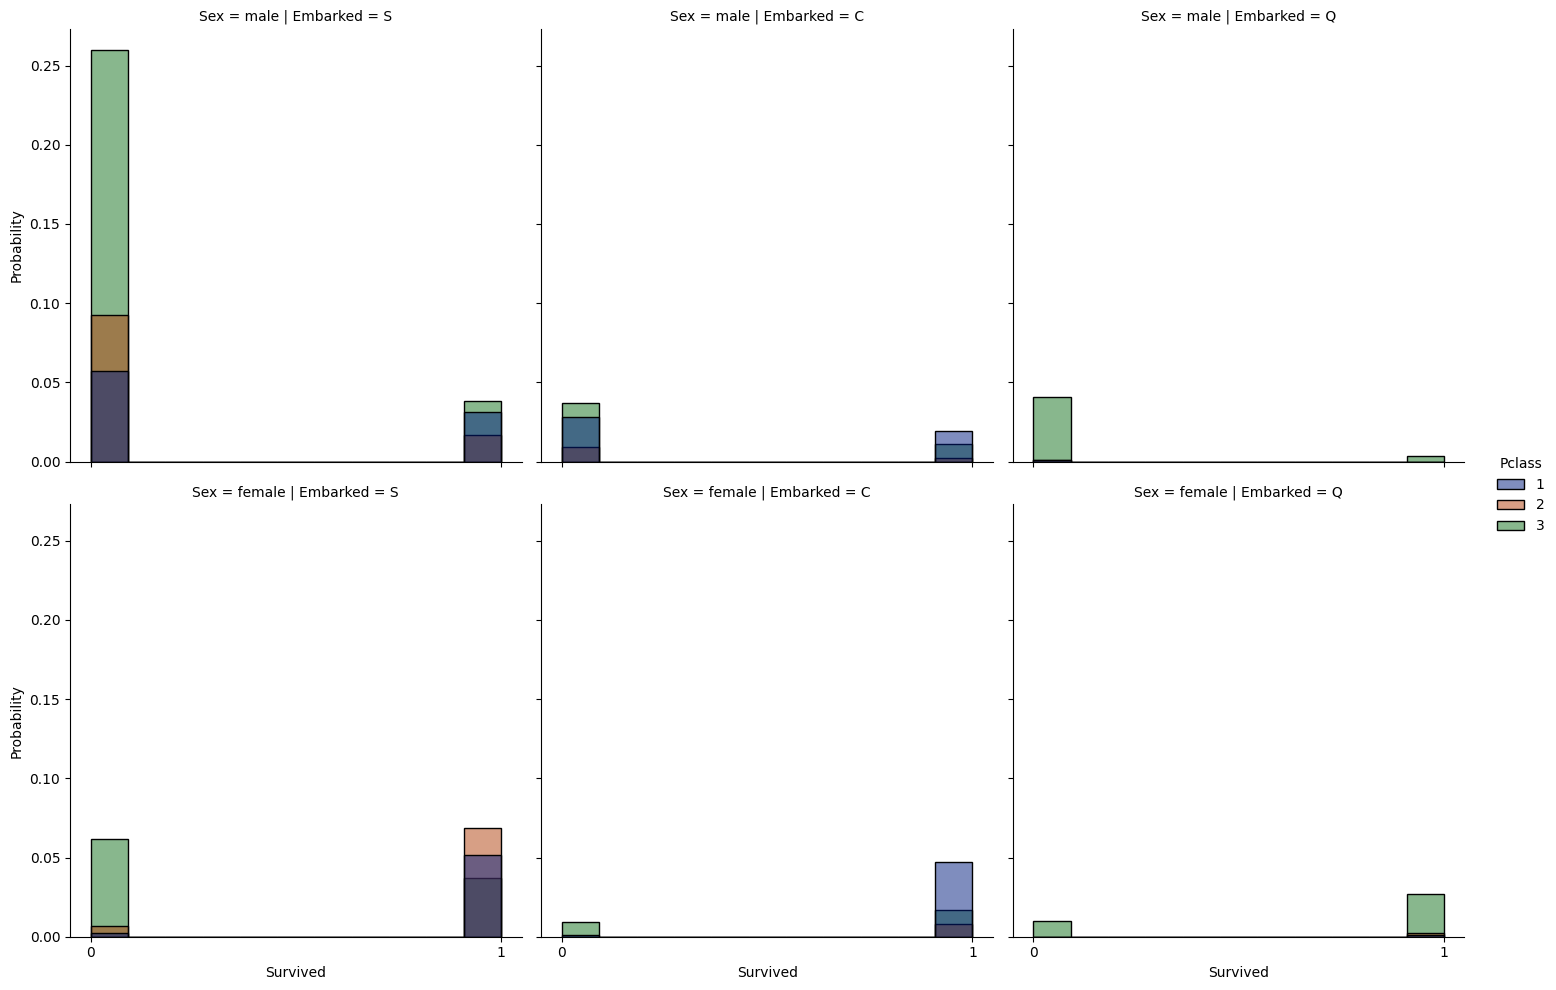 Sex = male | Embarked = S
Sex = male | Embarked = C
Sex = male | Embarked = Q
0.25
0.20
0.15
0.10
0.05
0.00
Probability
Pclass
1
2
3
Sex = female | Embarked = S
Sex = female | Embarked = C
Sex = female | Embarked = Q
0.25
0.20
0.15
0.10
0.05
0.00
Probability
0 1
0 1
0 1
Survived
Survived
Survived